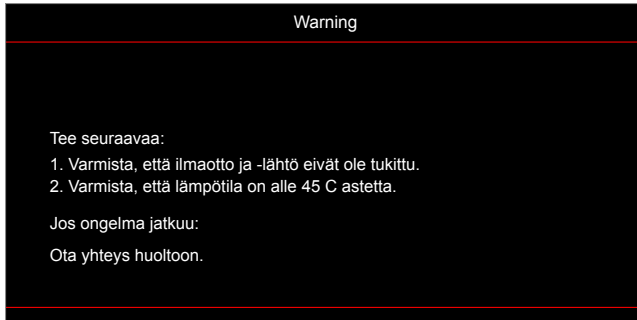 Warning
Tee seuraavaa:
1. Varmista, että ilmaotto ja -lähtö eivät ole tukittu.
2. Varmista, että lämpötila on alle 45 C astetta.
Jos ongelma jatkuu:
Ota yhteys huoltoon.